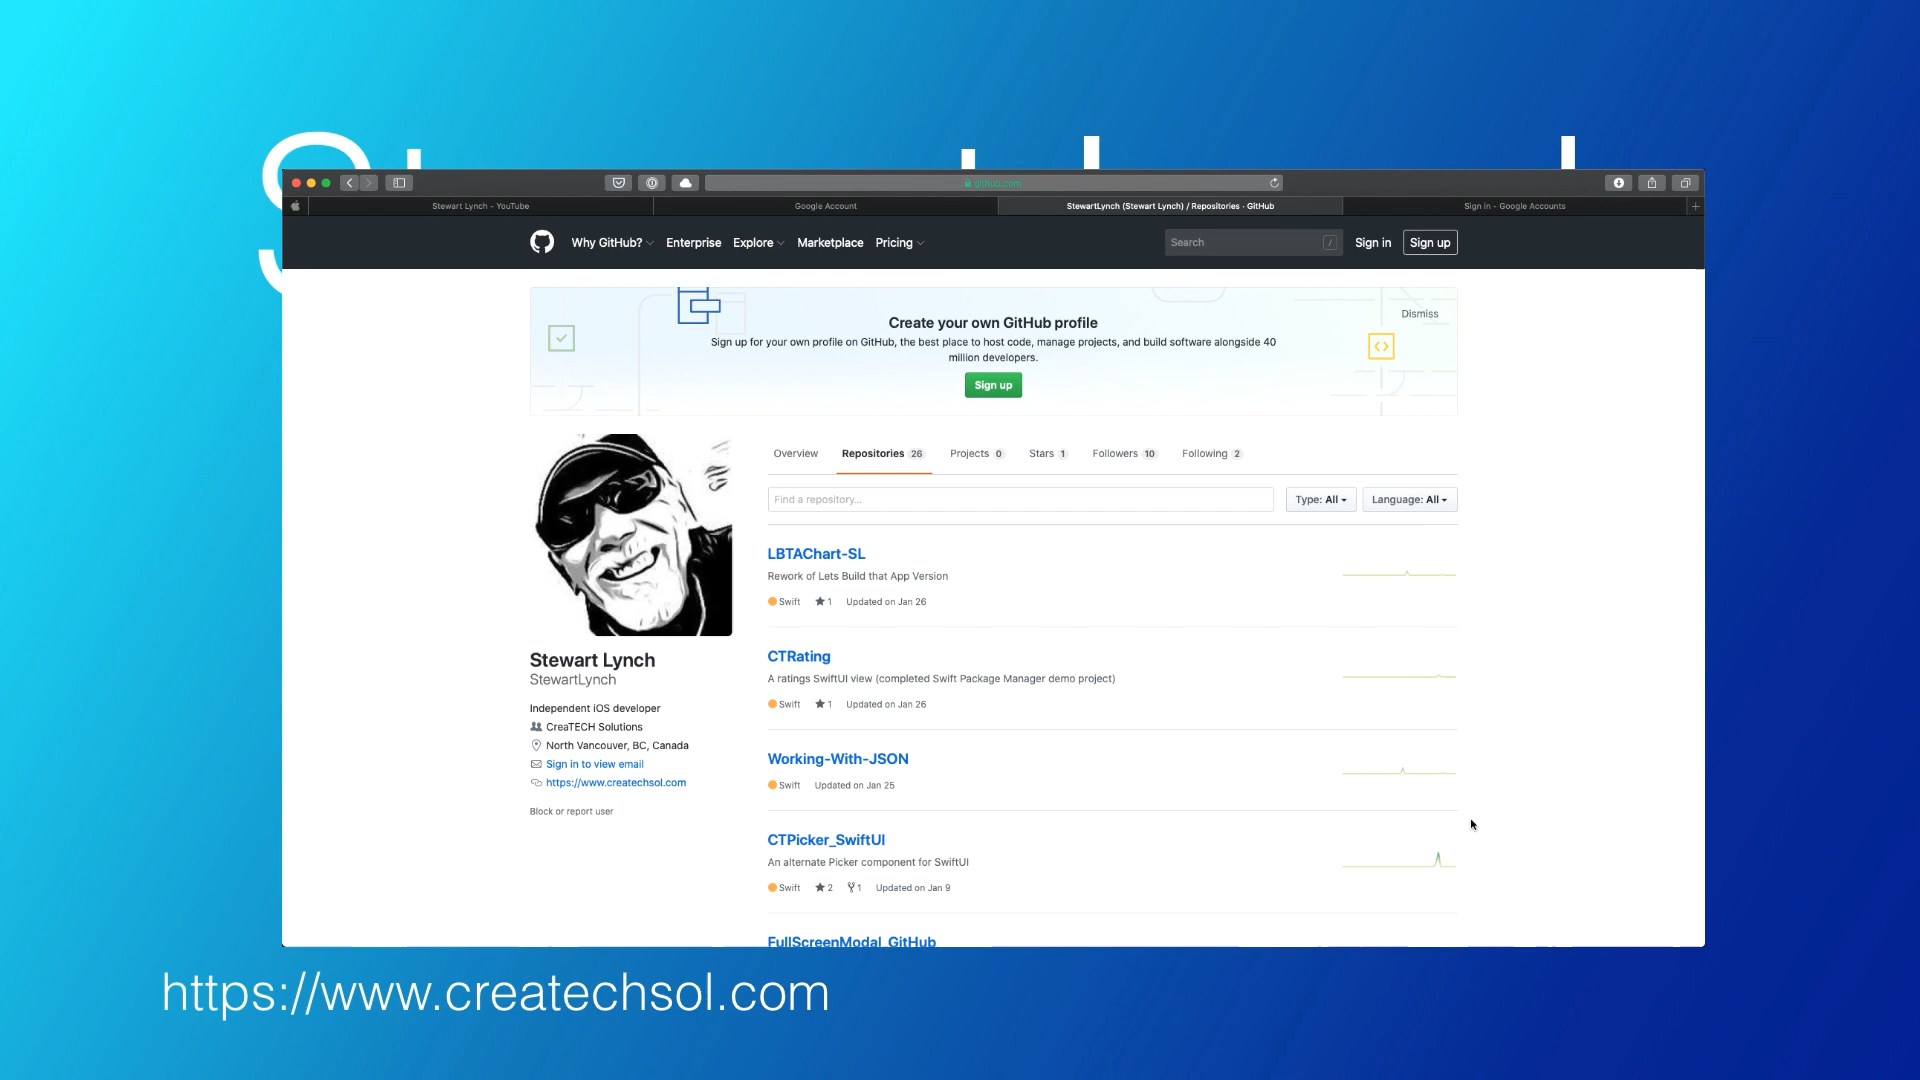 github.com
Stewart Lynch - YouTube
Google Account
StewartLynch (Stewart Lynch) / Repositories · GitHub
Sign in - Google Accounts
Why GitHub? Enterprise Explore Marketplace Pricing
Search /
Sign in Sign up
Create your own GitHub profile
Dismiss
Sign up for your own profile on GitHub, the best place to host code, manage projects, and build software alongside 40
million developers.
Sign up
Overview Repositories 26 Projects 0 Stars 1 Followers 10 Following 2
Find a repository...
Type: All Language: All
LBTAChart-SL
Rework of Lets Build that App Version
Swift 1 Updated on Jan 26
CTRating
A ratings SwiftUI view (completed Swift Package Manager demo project)
Swift 1 Updated on Jan 26
Working-With-JSON
Swift Updated on Jan 25
CTPicker_SwiftUI
An alternate Picker component for SwiftUI
Swift 2 1 Updated on Jan 9
FullScreenModal_GitHub
Stewart Lynch
StewartLynch
Independent iOS developer
CreaTECH Solutions
North Vancouver, BC, Canada
Sign in to view email
https://www.createchsol.com
Block or report user
https://www.createchsol.com